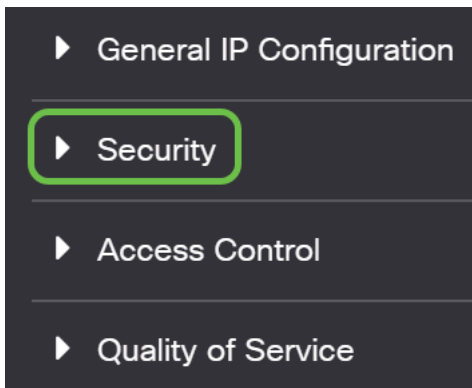 General IP Configuration
Security
Access Control
Quality of Service